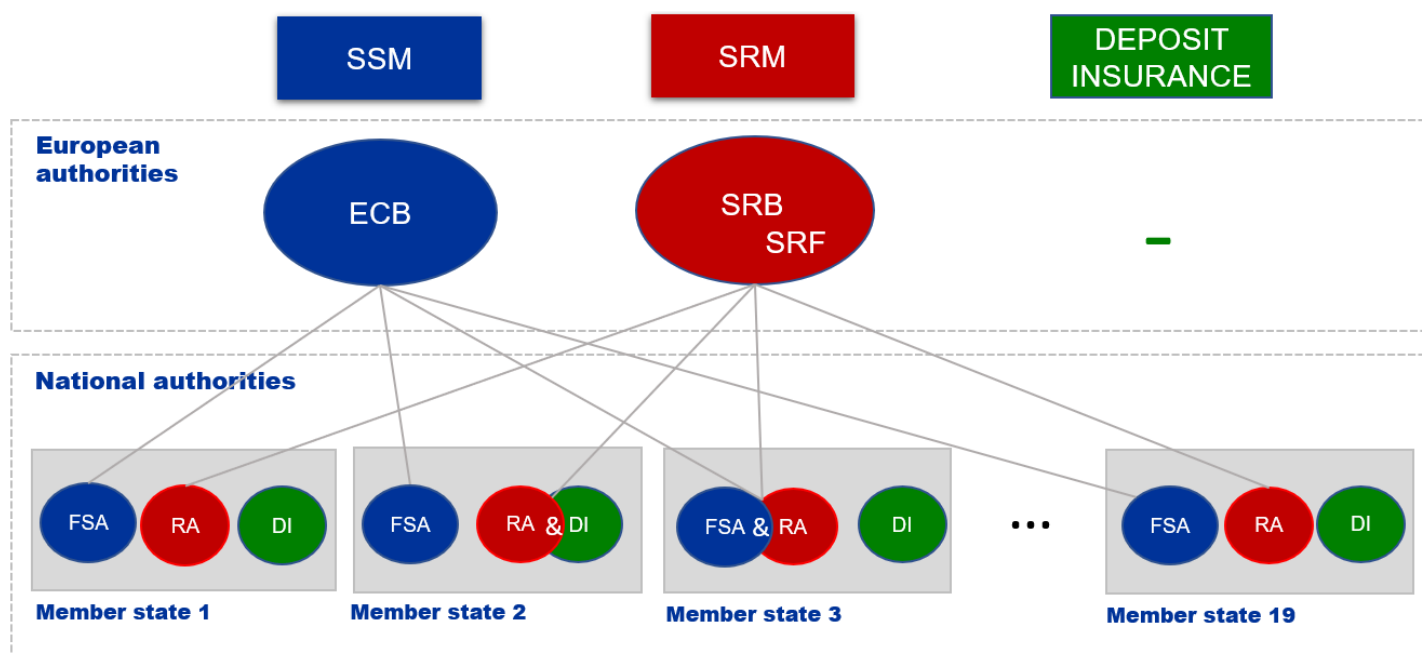 SSM
SRM
DEPOSIT
INSURANCE
European
authorities
ECB
SRB
SRF
-
National authorities
FSA
RA
DI
FSA
RA & DI
FSA & RA
DI
...
FSA
RA
DI
Member state 1
Member state 2
Member state 3
Member state 19